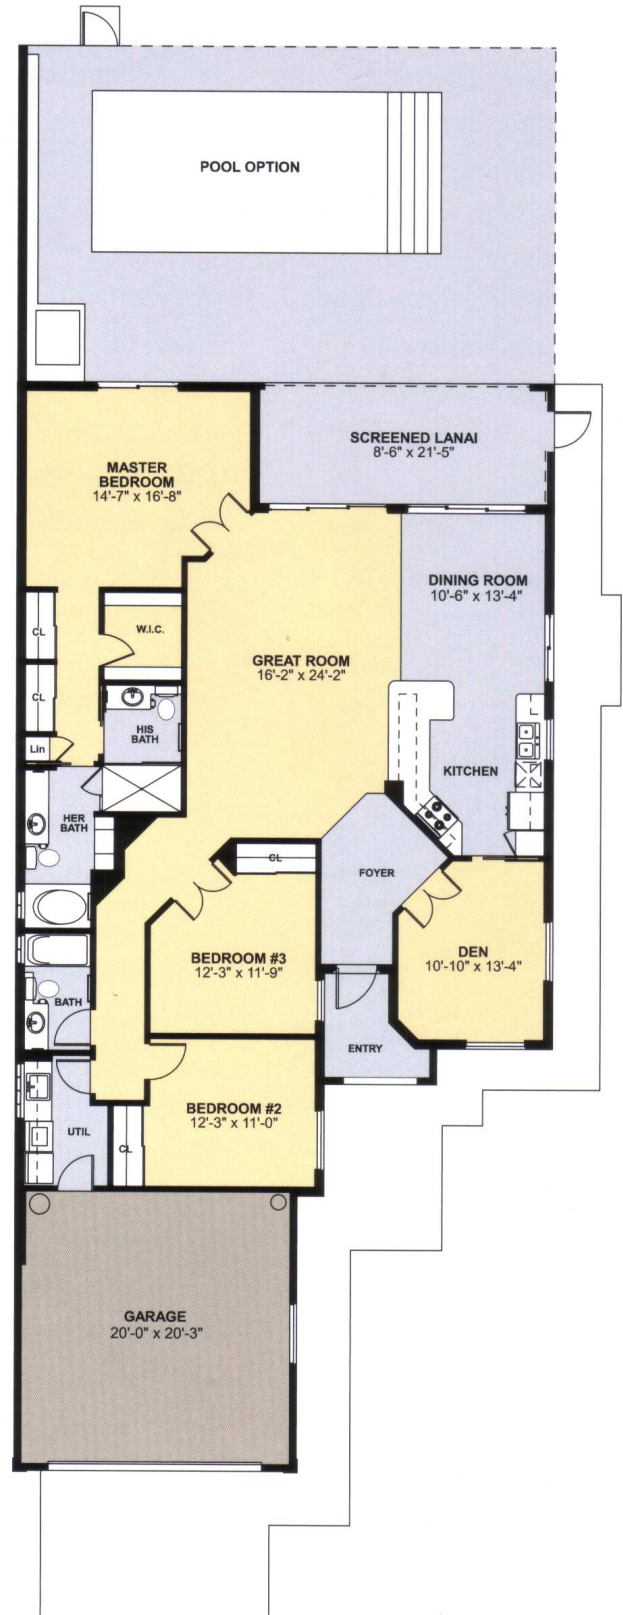 POOL OPTION
SCREENED LANAI
8'-6" x 21'-5"
MASTER
BEDROOM
14'-7" x 16'-8"
DINING ROOM
10'-6" x 13'-4"
CL
W.I.C.
GREAT ROOM
16'-2" x 24'-2"
CL
HIS
BATH
Lin
KITCHEN
HER
BATH
CL
FOYER
BEDROOM #3
12'-3" x 11'-9"
DEN
10'-10" x 13'-4"
BATH
ENTRY
BEDROOM #2
12'-3" x 11'-0"
UTIL
CL
GARAGE
20'-0" x 20'-3"